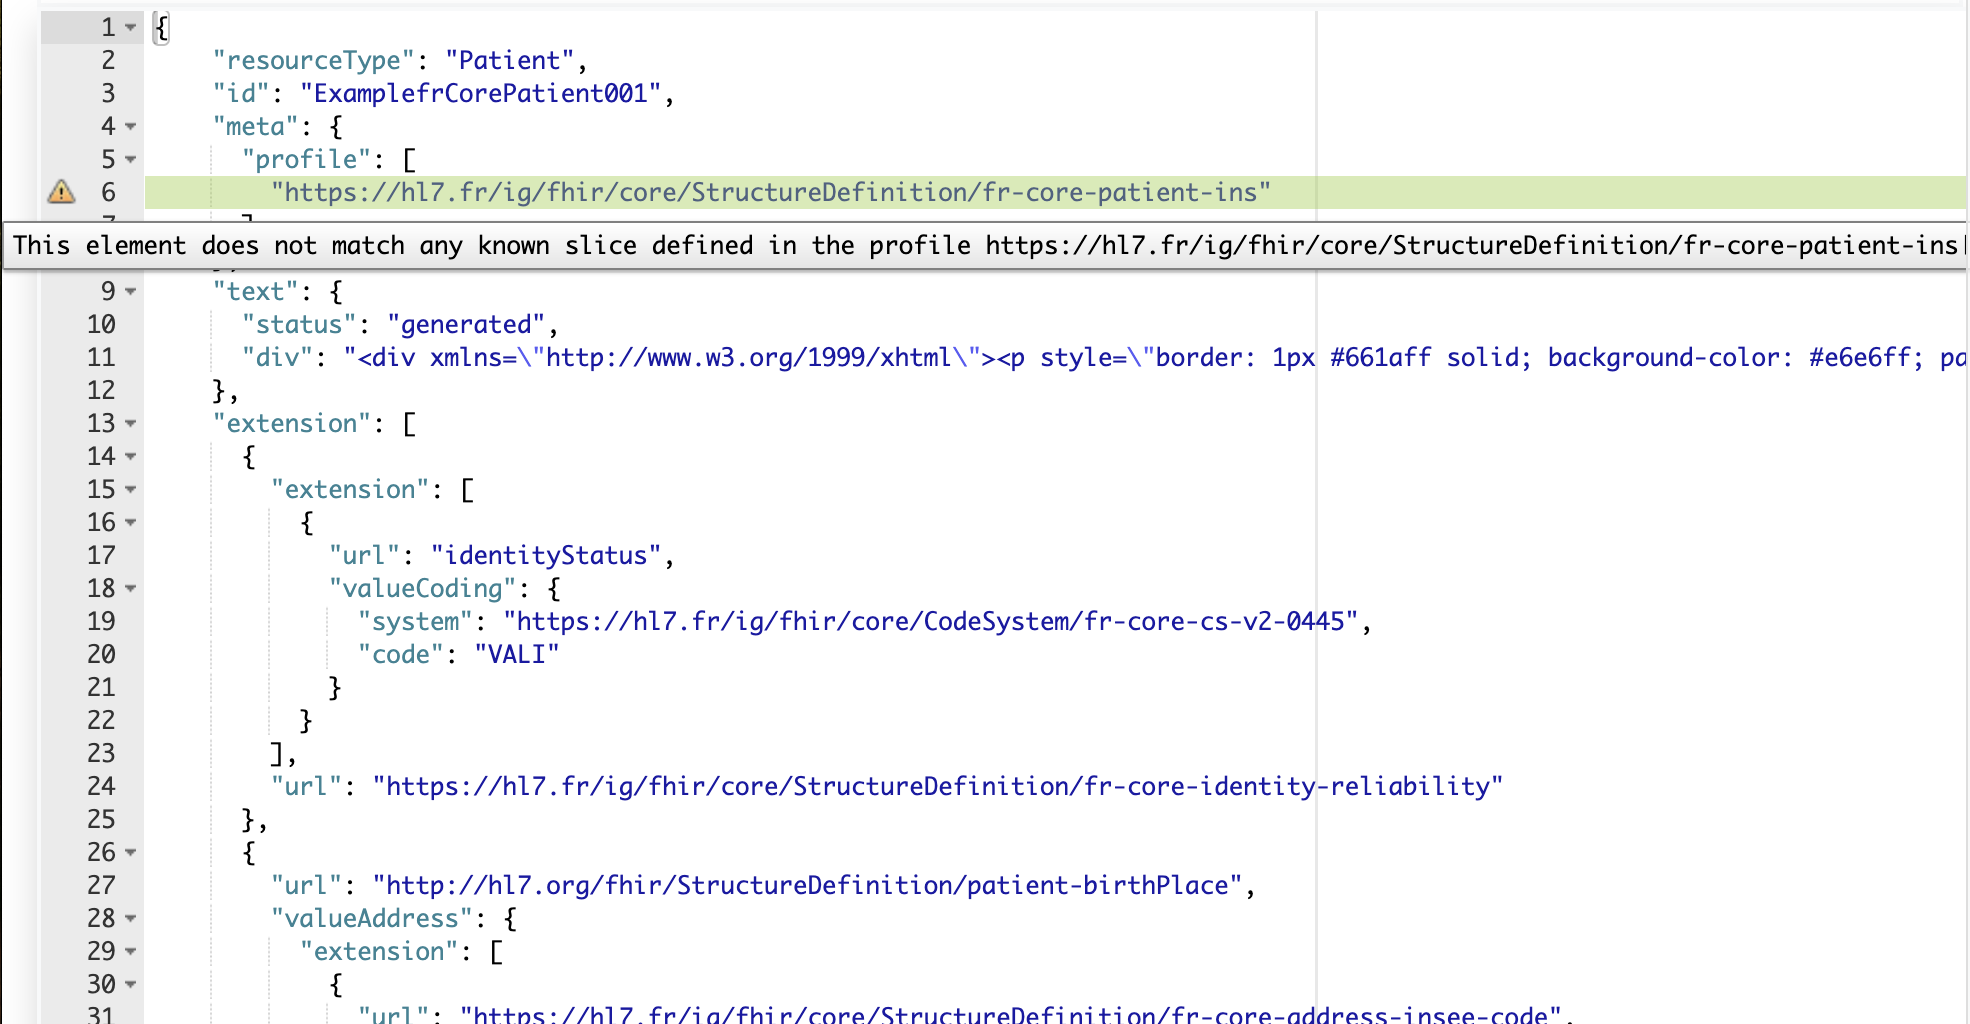 1 {
2 "resourceType": "Patient",
3 "id": "ExamplefrCorePatient001",
4 "meta": {
5 "profile": [
6 "https://hl7.fr/ig/fhir/core/StructureDefinition/fr-core-patient-ins"
This element does not match any known slice defined in the profile https://hl7.fr/ig/fhir/core/StructureDefinition/fr-core-patient-ins
9 "text": {
10 "status": "generated",
11 "div": "<div xmlns=\"http://www.w3.org/1999/xhtml\"><p style=\"border: 1px #661aff solid; background-color: #e6e6ff; pa
12 },
13 "extension": [
14 {
15 "extension": [
16 {
17 "url": "identityStatus",
18 "valueCoding": {
19 "system": "https://hl7.fr/ig/fhir/core/CodeSystem/fr-core-cs-v2-0445",
20 "code": "VALI"
21 }
22 }
23 ],
24 "url": "https://hl7.fr/ig/fhir/core/StructureDefinition/fr-core-identity-reliability"
25 },
26 {
27 "url": "http://hl7.org/fhir/StructureDefinition/patient-birthPlace",
28 "valueAddress": {
29 "extension": [
30 {
31 "url": "https://hl7.fr/ig/fhir/core/StructureDefinition/fr-core-address-insee-code",